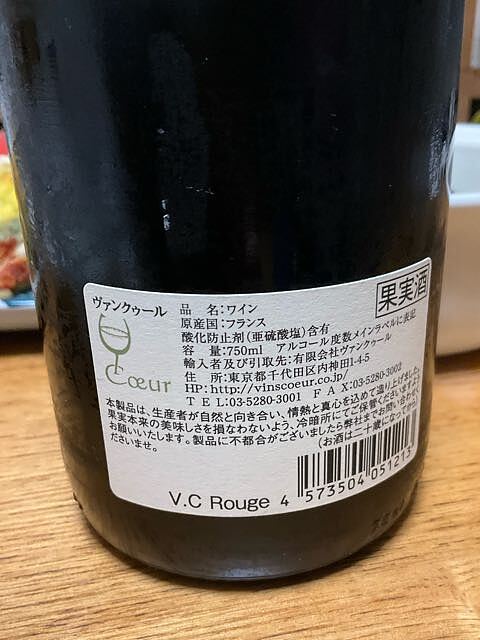 ヴァンクゥール
Cœur
果実酒
品　名:ワイン
原産国:フランス
酸化防止剤(亜硫酸塩)含有
容　量:750ml　アルコール度数メインラベルに表記
輸入者及び引取先:有限会社ヴァンクゥール
住　所:東京都千代田区内神田1-4-5
HP:http://vinscoeur.co.jp/
TEL:03-5280-3001　FAX:03-5280-3002
本製品は、生産者が自然と向き合い、情熱と真心を込めて造り上げました。
果実本来の美味しさを損なわないよう、冷暗所にてご保管くださいますよう
お願いいたします。製品に不都合がございましたら弊社までお問い合わせく
ださいませ。
(お酒は二十歳になってから)
V.C Rouge
4 573504 051213